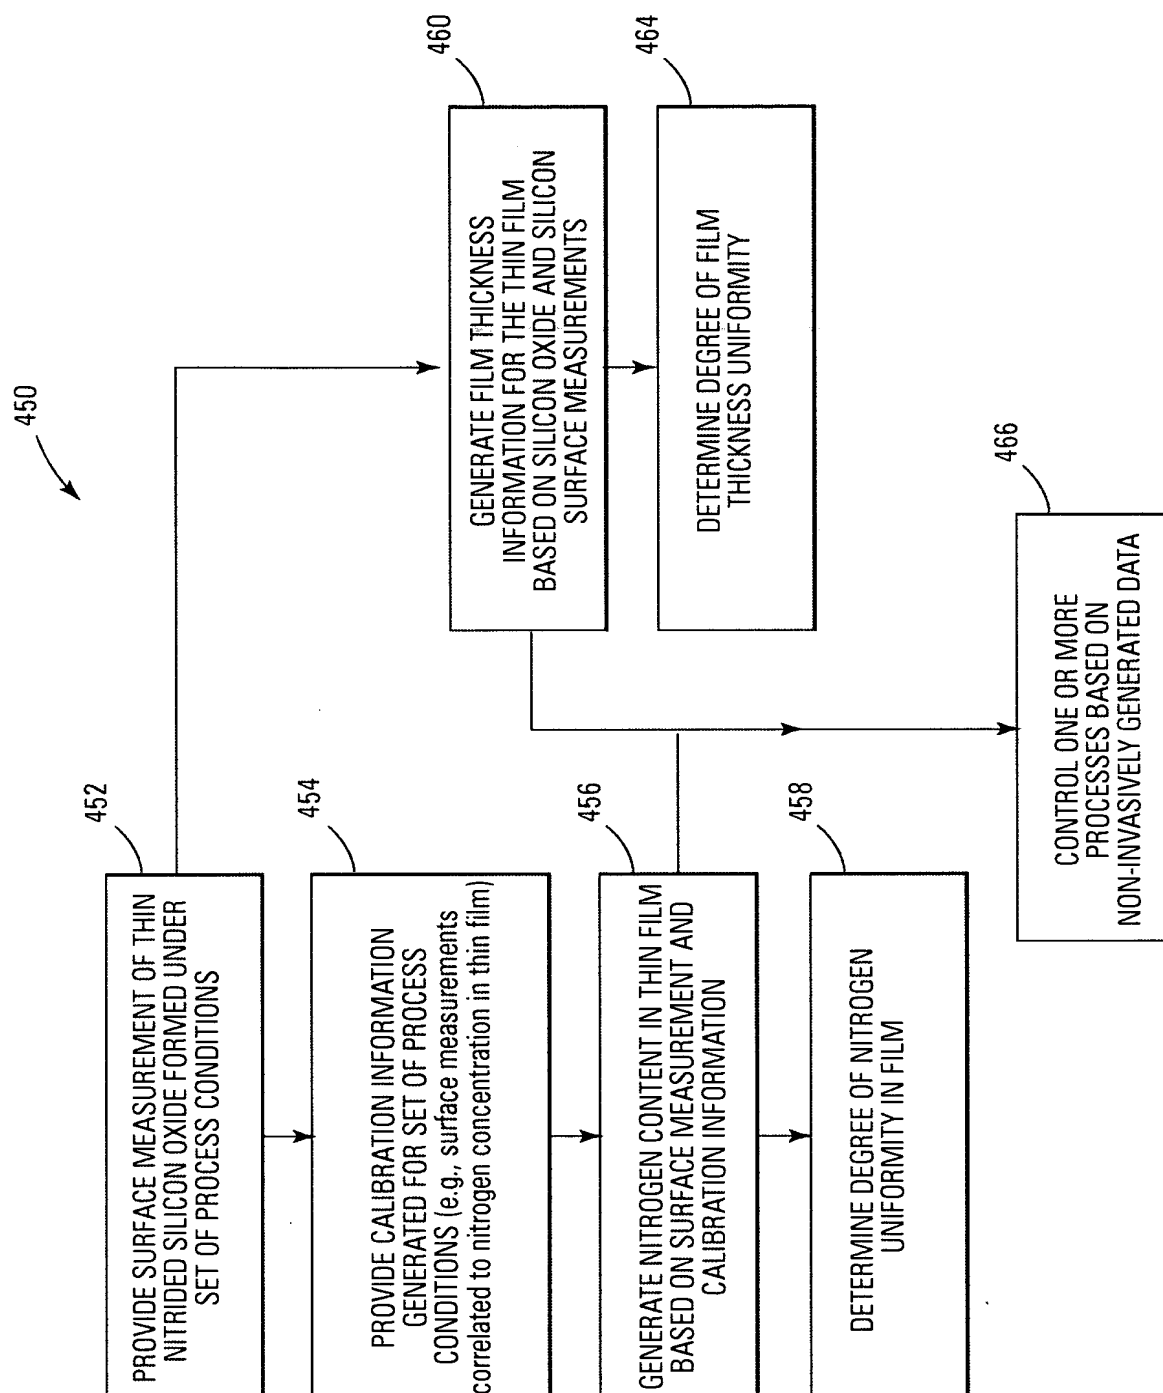 450
452
PROVIDE SURFACE MEASUREMENT OF THIN
NITRIDED SILICON OXIDE FORMED UNDER
SET OF PROCESS CONDITIONS
454
PROVIDE CALIBRATION INFORMATION
GENERATED FOR SET OF PROCESS
CONDITIONS (e.g., surface measurements
correlated to nitrogen concentration in thin film)
456
GENERATE NITROGEN CONTENT IN THIN FILM
BASED ON SURFACE MEASUREMENT AND
CALIBRATION INFORMATION
458
DETERMINE DEGREE OF NITROGEN
UNIFORMITY IN FILM
460
GENERATE FILM THICKNESS
INFORMATION FOR THE THIN FILM
BASED ON SILICON OXIDE AND SILICON
SURFACE MEASUREMENTS
464
DETERMINE DEGREE OF FILM
THICKNESS UNIFORMITY
466
CONTROL ONE OR MORE
PROCESSES BASED ON
NON-INVASIVELY GENERATED DATA